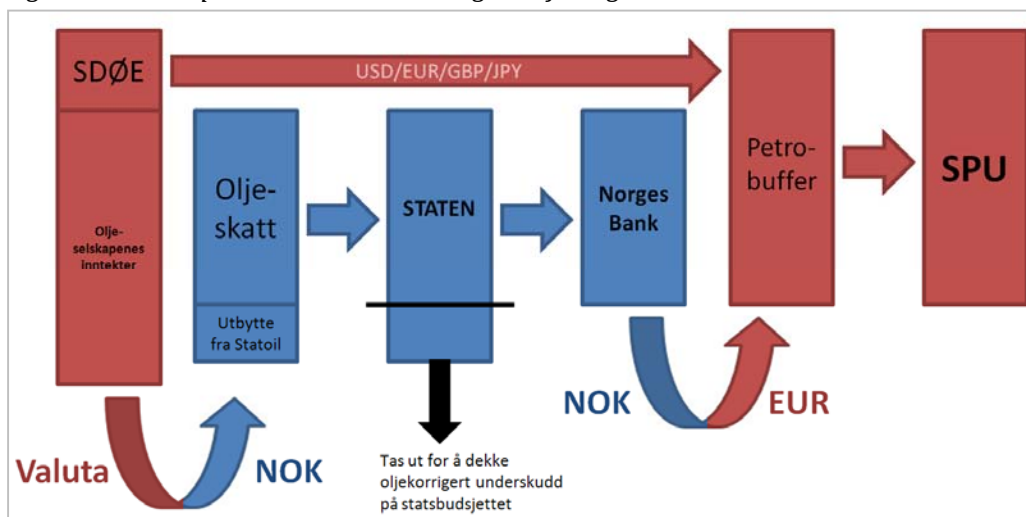 SDØE
USD/EUR/GBP/JPY
Olje-
selskapenes
inntekter
Olje-
skatt
Utbytte
fra Statoil
STATEN
Norges
Bank
Petro-
buffer
SPU
Valuta
NOK
NOK
EUR
Tas ut for å dekke
oljekorrigert underskudd
på statsbudsjettet